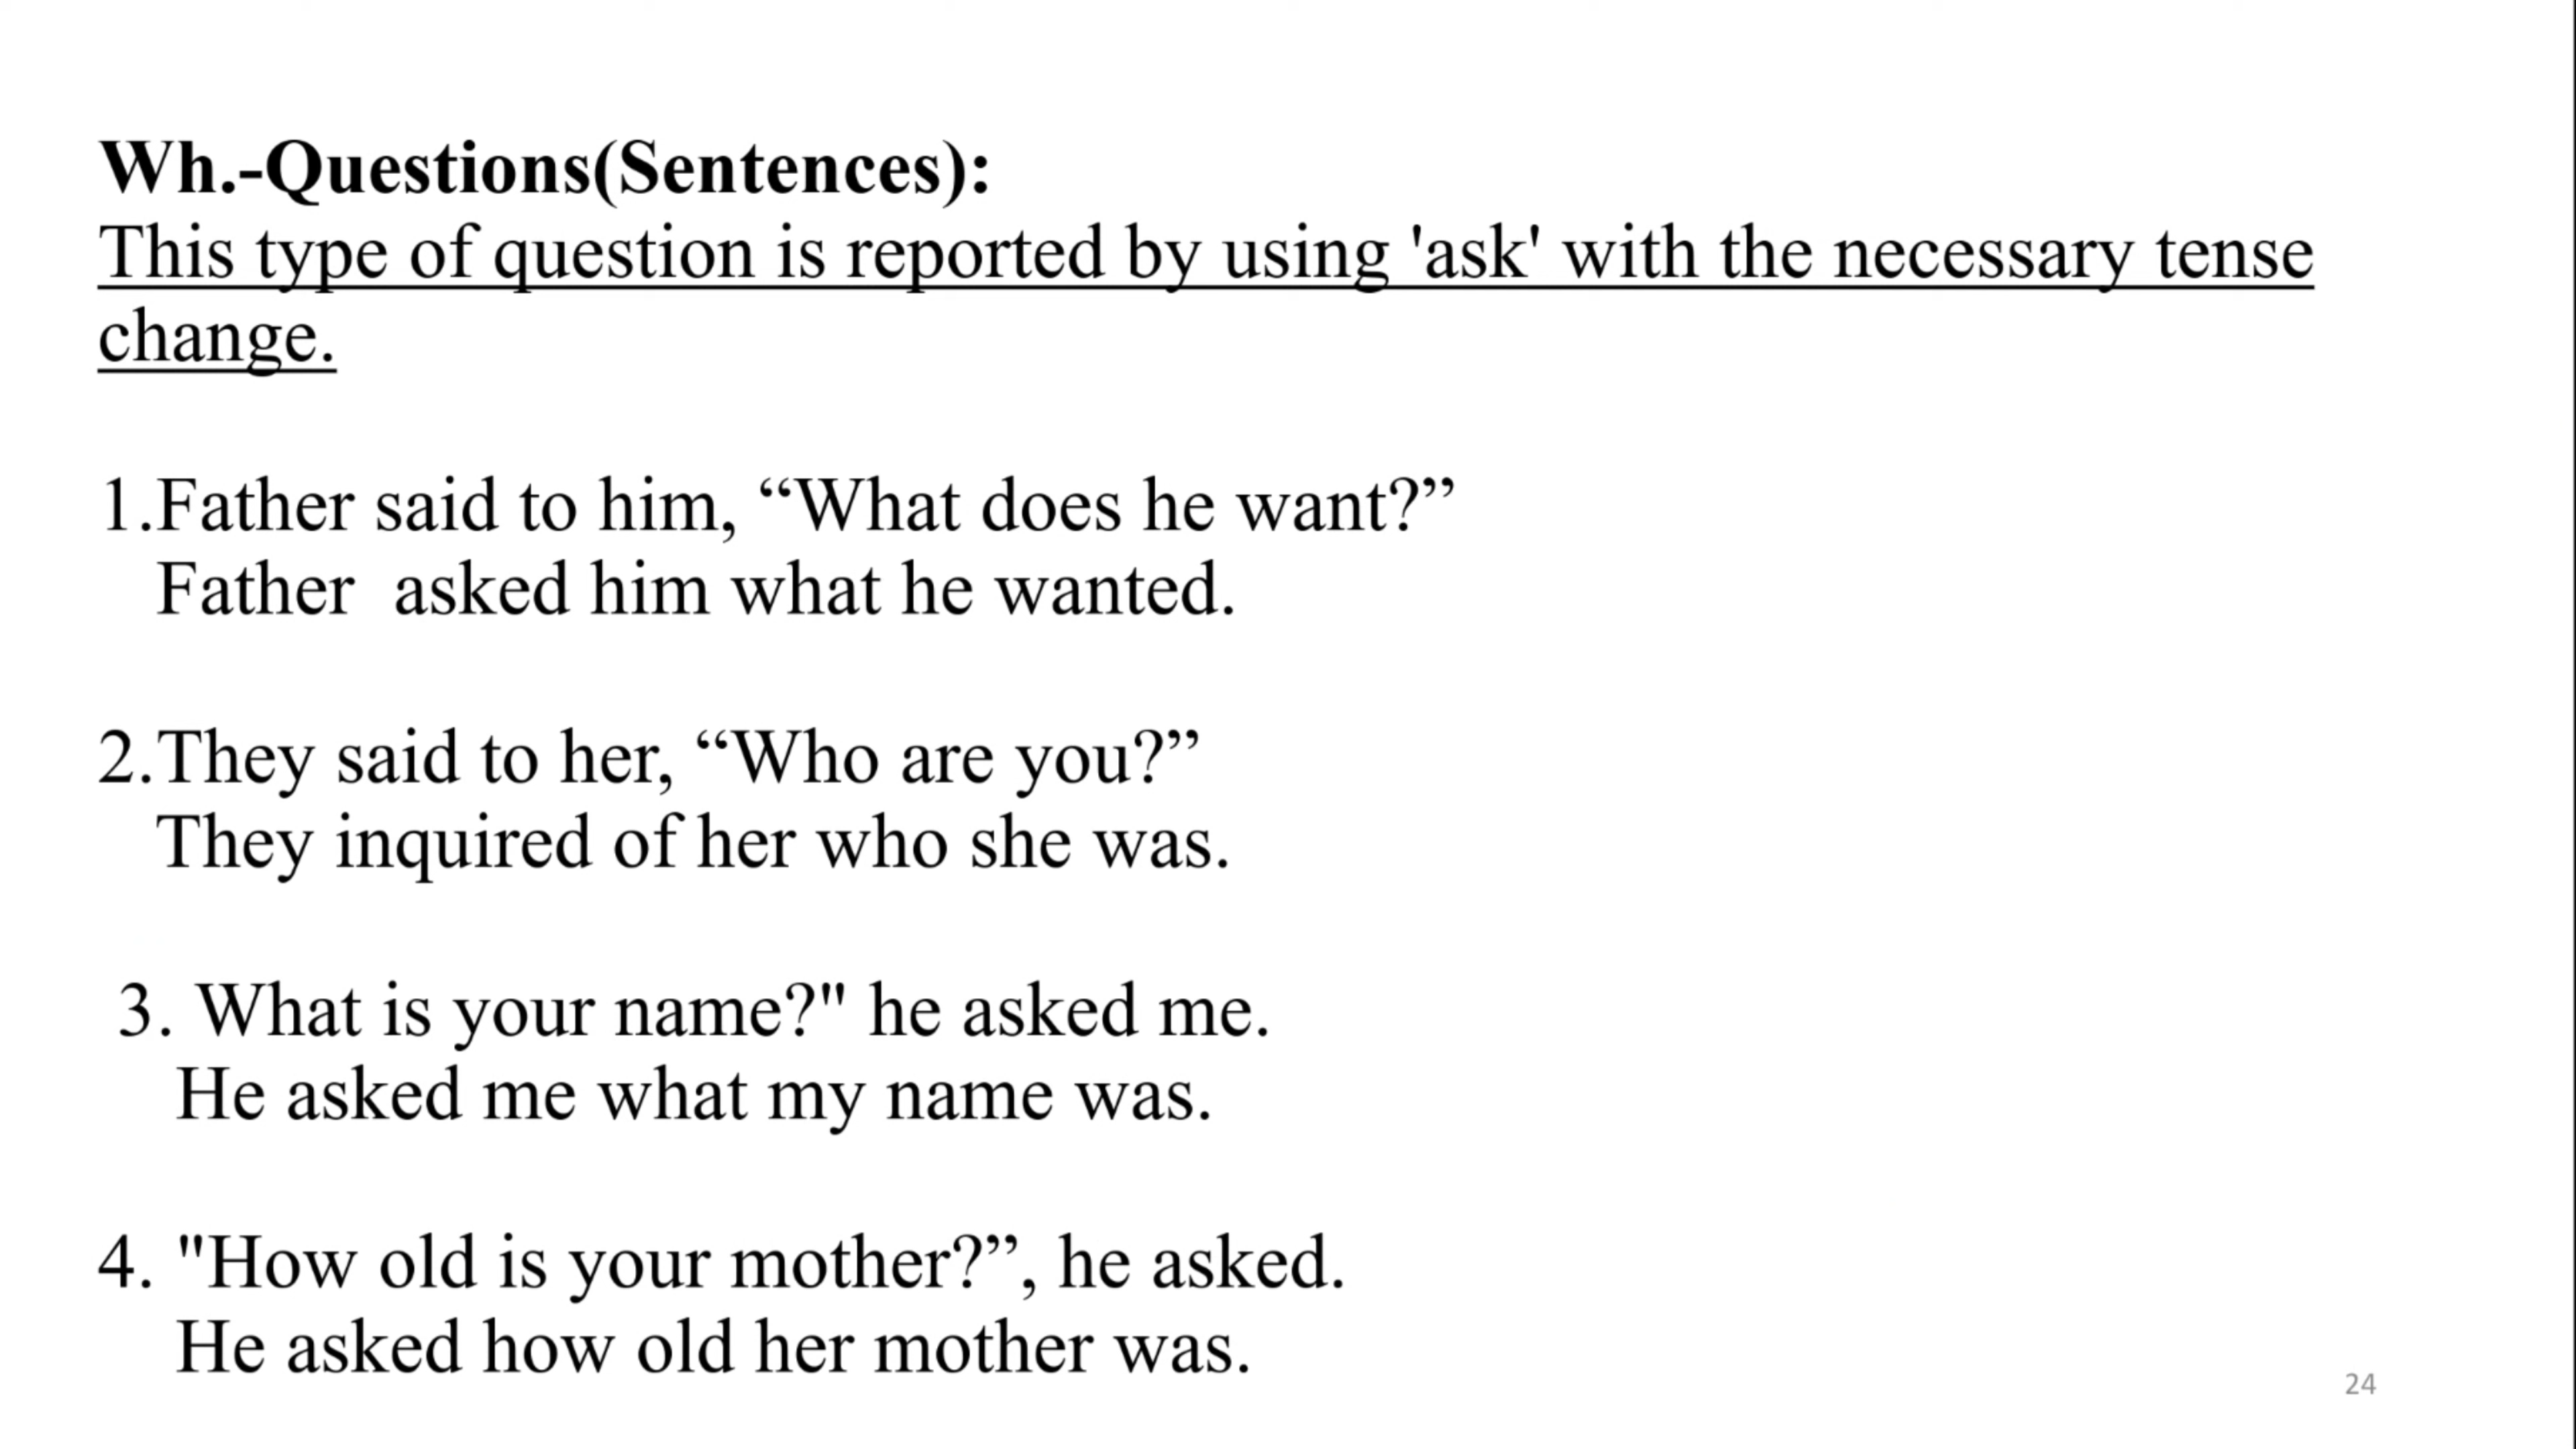 Wh.-Questions(Sentences):
This type of question is reported by using 'ask' with the necessary tense
change.
1.Father said to him, “What does he want?”
Father  asked him what he wanted.
2.They said to her, “Who are you?”
They inquired of her who she was.
3. What is your name?" he asked me.
He asked me what my name was.
4. "How old is your mother?”, he asked.
He asked how old her mother was.
24